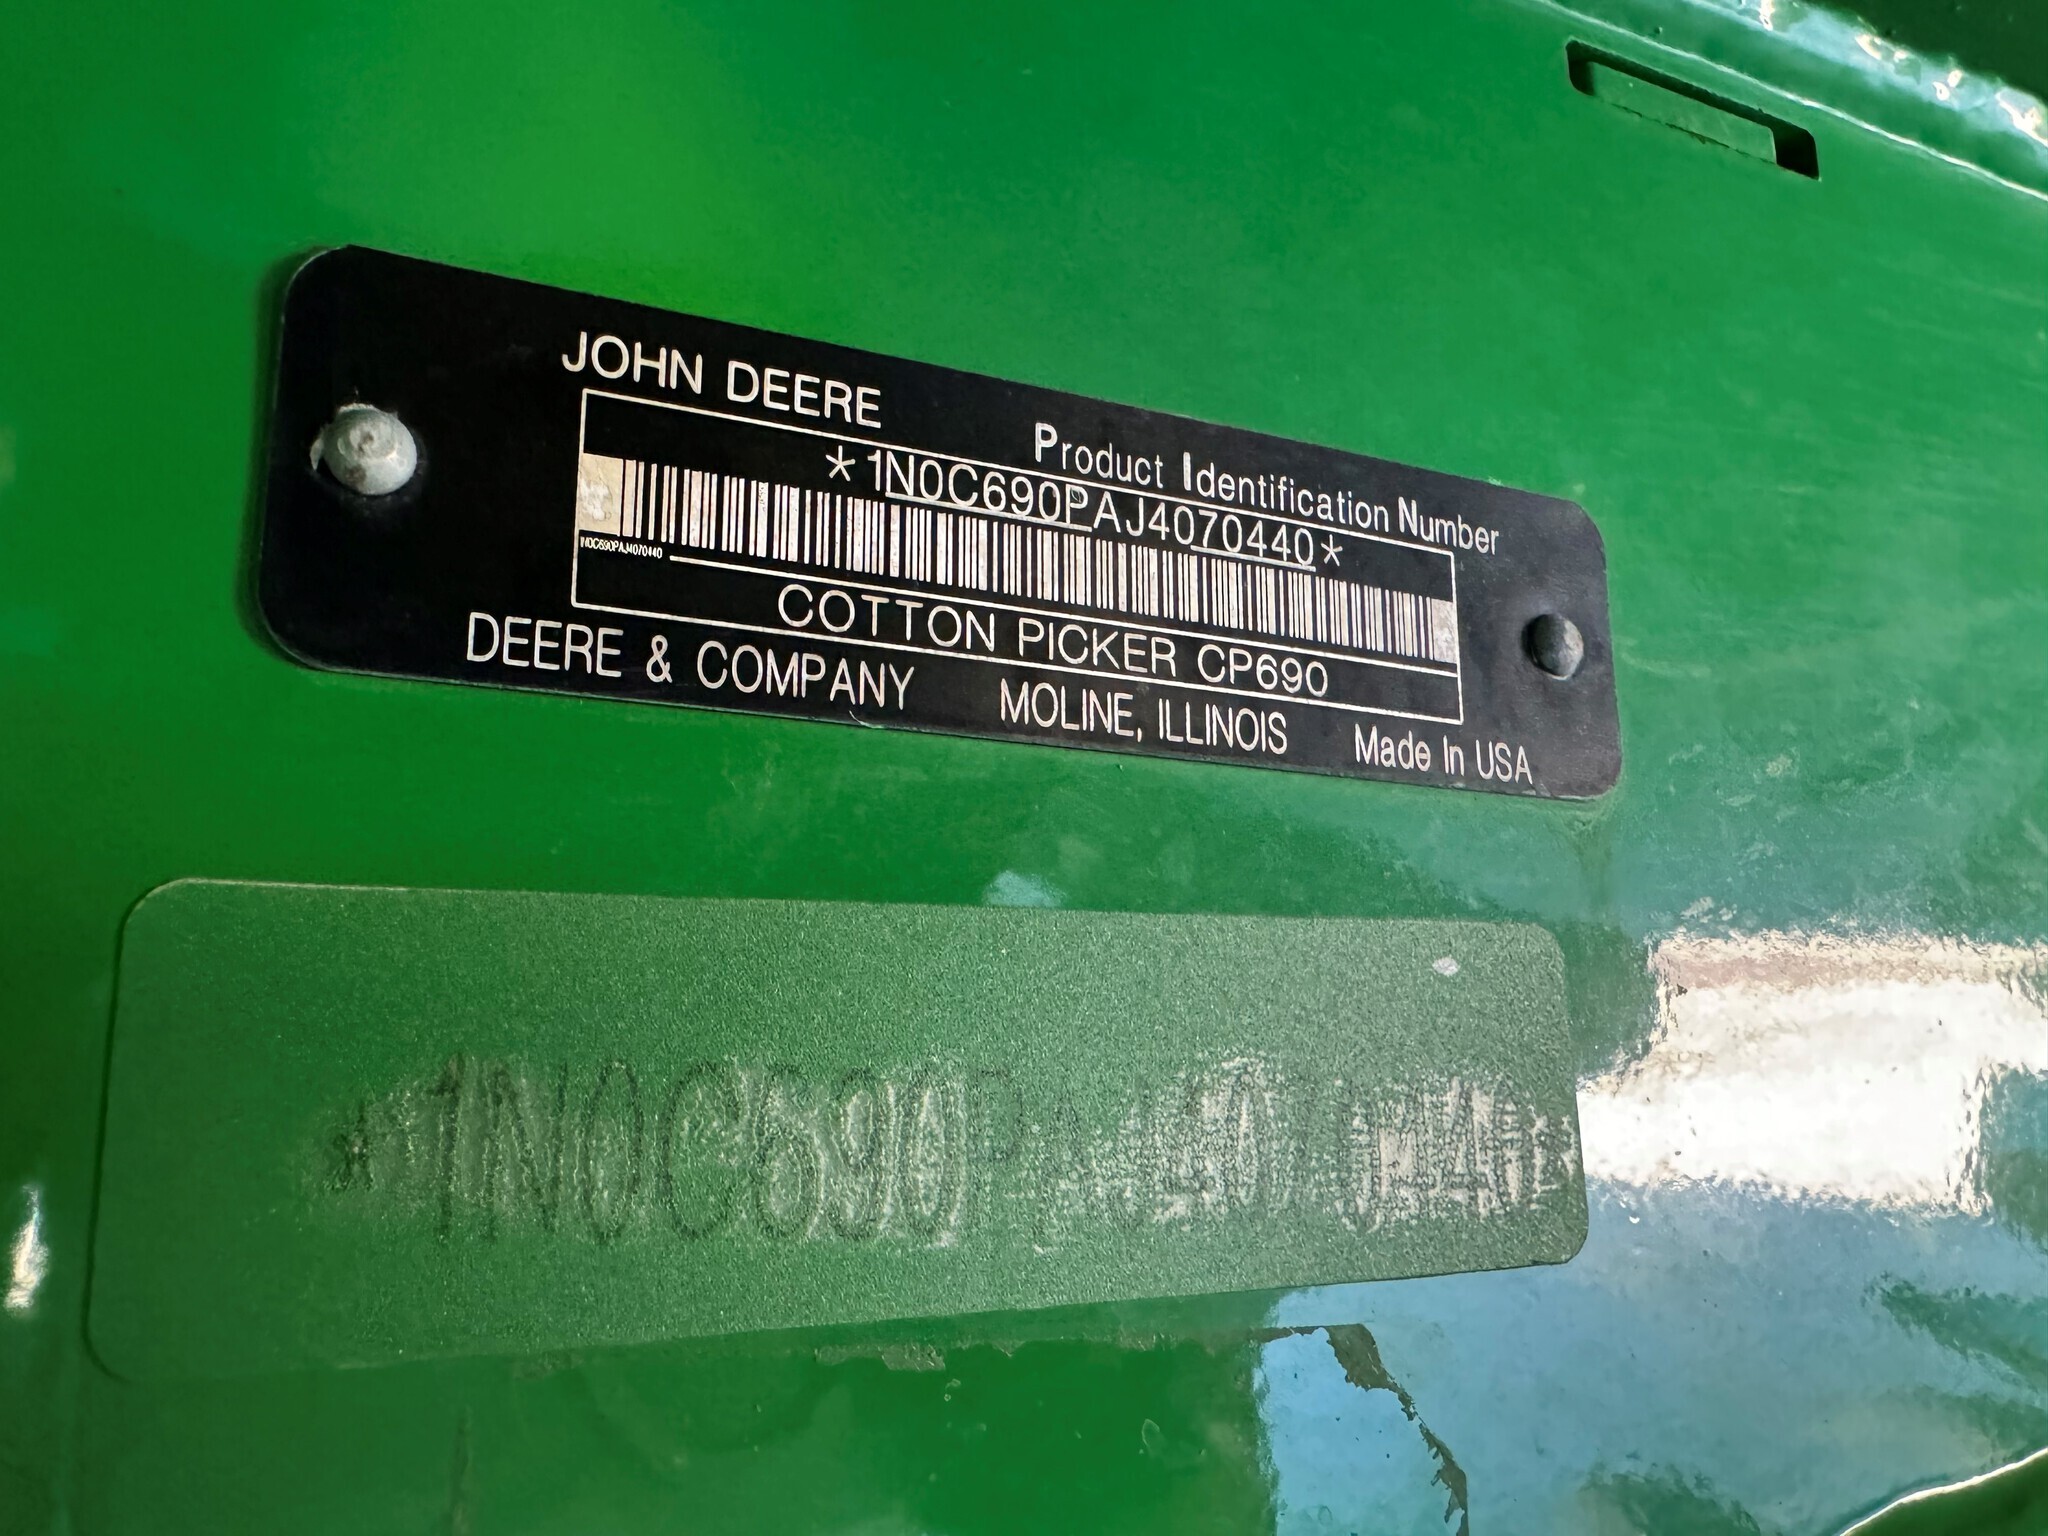 JOHN DEERE
Product Identification Number
*1N0C690PAJ4070440*
1N0C690PAJ4070440
COTTON PICKER CP690
DEERE & COMPANY MOLINE, ILLINOIS Made In USA